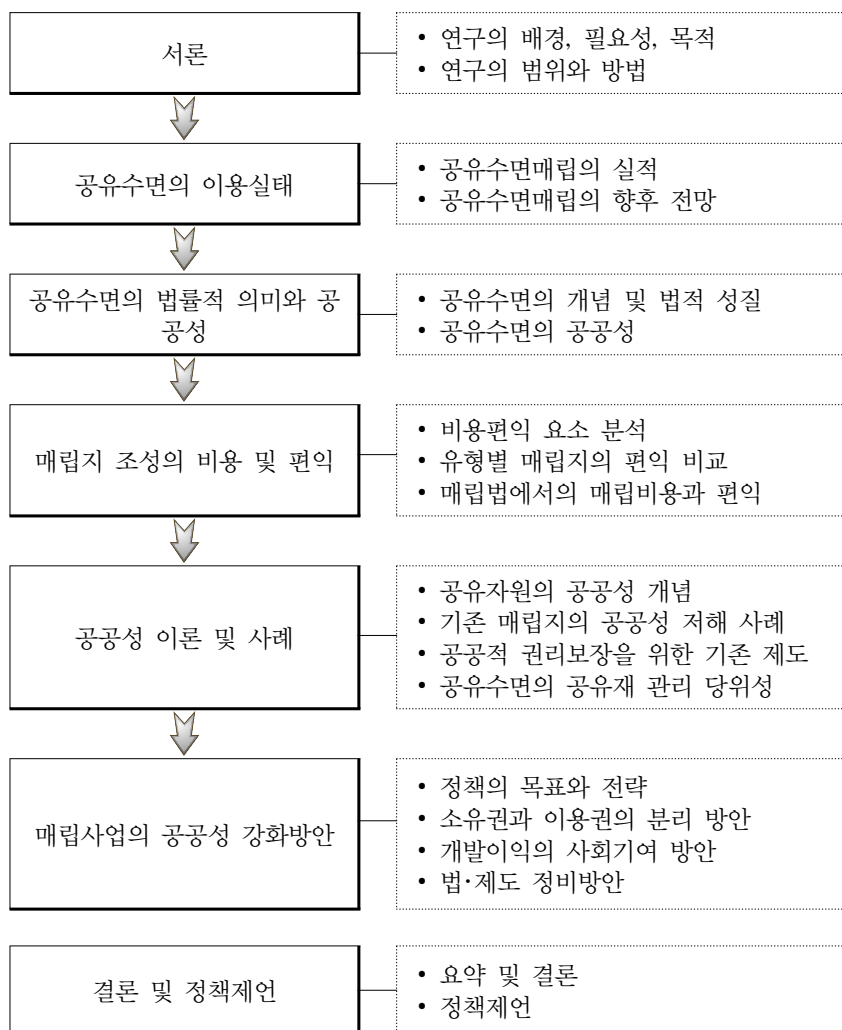 서론
• 연구의 배경, 필요성, 목적
• 연구의 범위와 방법
공유수면의 이용실태
• 공유수면매립의 실적
• 공유수면매립의 향후 전망
공유수면의 법률적 의미와 공
공성
• 공유수면의 개념 및 법적 성질
• 공유수면의 공공성
매립지 조성의 비용 및 편익
• 비용편익 요소 분석
• 유형별 매립지의 편익 비교
• 매립법에서의 매립비용과 편익
공공성 이론 및 사례
• 공유자원의 공공성 개념
• 기존 매립지의 공공성 저해 사례
• 공공적 권리보장을 위한 기존 제도
• 공유수면의 공유재 관리 당위성
매립사업의 공공성 강화방안
• 정책의 목표와 전략
• 소유권과 이용권의 분리 방안
• 개발이익의 사회기여 방안
• 법·제도 정비방안
결론 및 정책제언
• 요약 및 결론
• 정책제언